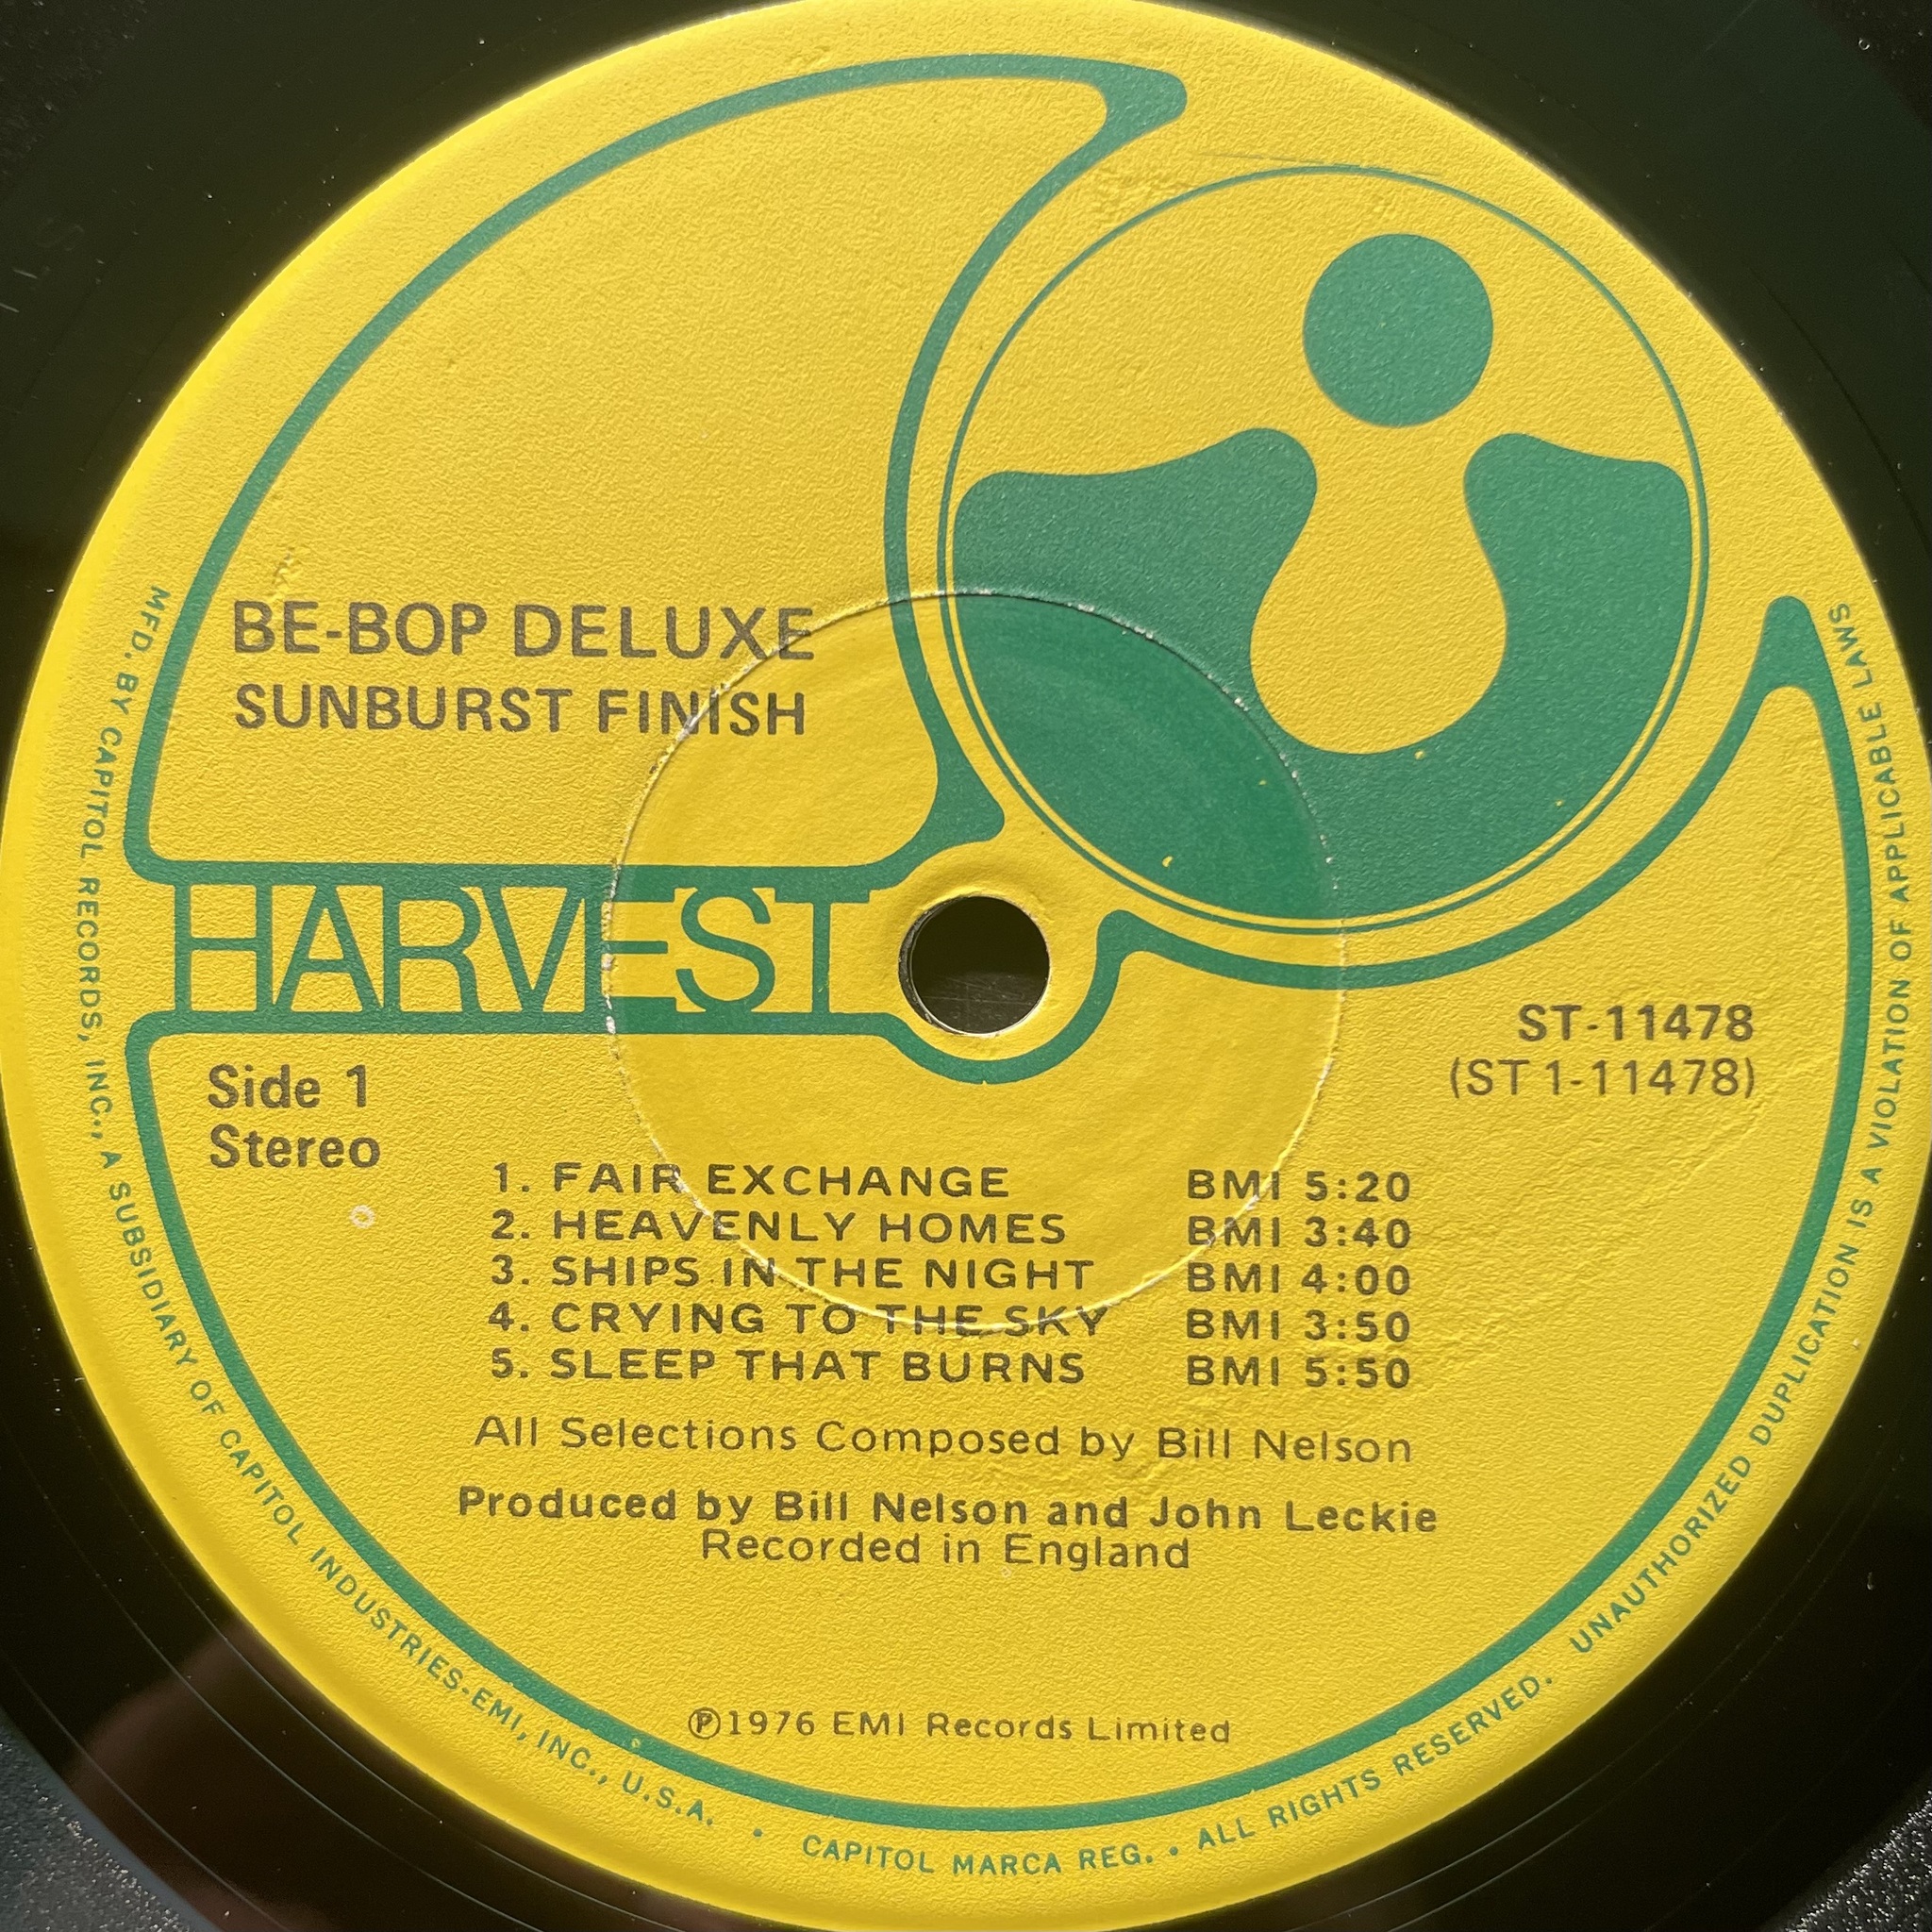 BE-BOP DELUXE
SUNBURST FINISH
HARVEST
ST-11478
(ST 1-11478)
Side 1
Stereo
1. FAIR EXCHANGE BMI 5:20
2. HEAVENLY HOMES BMI 3:40
3. SHIPS IN THE NIGHT BMI 4:00
4. CRYING TO THE SKY BMI 3:50
5. SLEEP THAT BURNS BMI 5:50
All Selections Composed by Bill Nelson
Produced by Bill Nelson and John Leckie
Recorded in England
℗1976 EMI Records Limited
MFD. BY CAPITOL RECORDS, INC., A SUBSIDIARY OF CAPITOL INDUSTRIES-EMI, INC., U.S.A. • CAPITOL MARCA REG. • ALL RIGHTS RESERVED. UNAUTHORIZED DUPLICATION IS A VIOLATION OF APPLICABLE LAWS